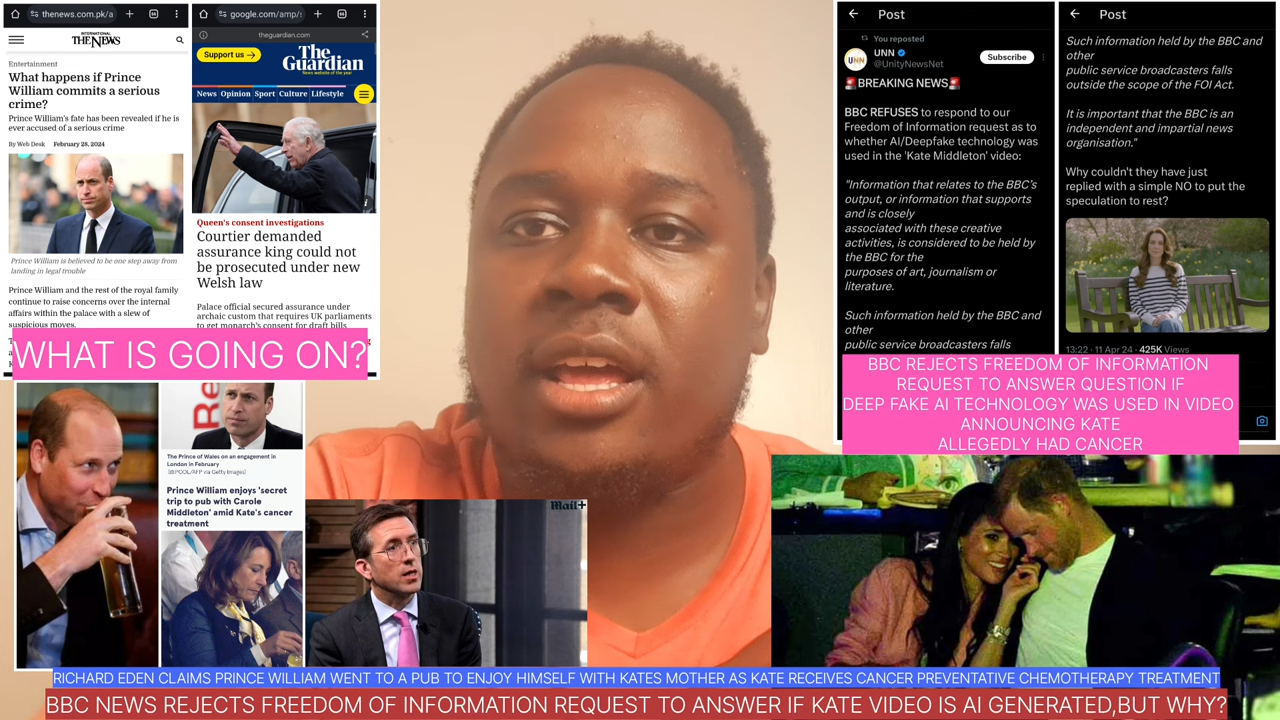 thenews.com.pk/a
INTERNATIONAL
THE NEWS
Entertainment
What happens if Prince
William commits a serious
crime?
Prince William's fate has been revealed if he is
ever accused of a serious crime
By Web Desk February 28, 2024
Prince William is believed to be one step away from
landing in legal trouble
Prince William and the rest of the royal family
continue to raise concerns over the internal
affairs within the palace with a slew of
suspicious moves.
google.com/amp/s
theguardian.com
Support us →
The
Guardian
News website of the year
News Opinion Sport Culture Lifestyle
Queen's consent investigations
Courtier demanded
assurance king could not
be prosecuted under new
Welsh law
Palace official secured assurance under
archaic custom that requires UK parliaments
to get monarch's consent for draft bills
WHAT IS GOING ON?
Post
You reposted
UNN
@UnityNewsNet
Subscribe
🚨BREAKING NEWS🚨
BBC REFUSES to respond to our
Freedom of Information request as to
whether AI/Deepfake technology was
used in the 'Kate Middleton' video:
"Information that relates to the BBC's
output, or information that supports
and is closely
associated with these creative
activities, is considered to be held by
the BBC for the
purposes of art, journalism or
literature.
Such information held by the BBC and
other
public service broadcasters falls
Post
Such information held by the BBC and
other
public service broadcasters falls
outside the scope of the FOI Act.
It is important that the BBC is an
independent and impartial news
organisation."
Why couldn't they have just
replied with a simple NO to put the
speculation to rest?
13:22 · 11 Apr 24 · 425K Views
BBC REJECTS FREEDOM OF INFORMATION
REQUEST TO ANSWER QUESTION IF
DEEP FAKE AI TECHNOLOGY WAS USED IN VIDEO
ANNOUNCING KATE
ALLEGEDLY HAD CANCER
Re
The Prince of Wales on an engagement in
London in February
(POOL/AFP via Getty Images)
Prince William enjoys 'secret
trip to pub with Carole
Middleton' amid Kate's cancer
treatment
Mail+
RICHARD EDEN CLAIMS PRINCE WILLIAM WENT TO A PUB TO ENJOY HIMSELF WITH KATES MOTHER AS KATE RECEIVES CANCER PREVENTATIVE CHEMOTHERAPY TREATMENT
BBC NEWS REJECTS FREEDOM OF INFORMATION REQUEST TO ANSWER IF KATE VIDEO IS AI GENERATED,BUT WHY?